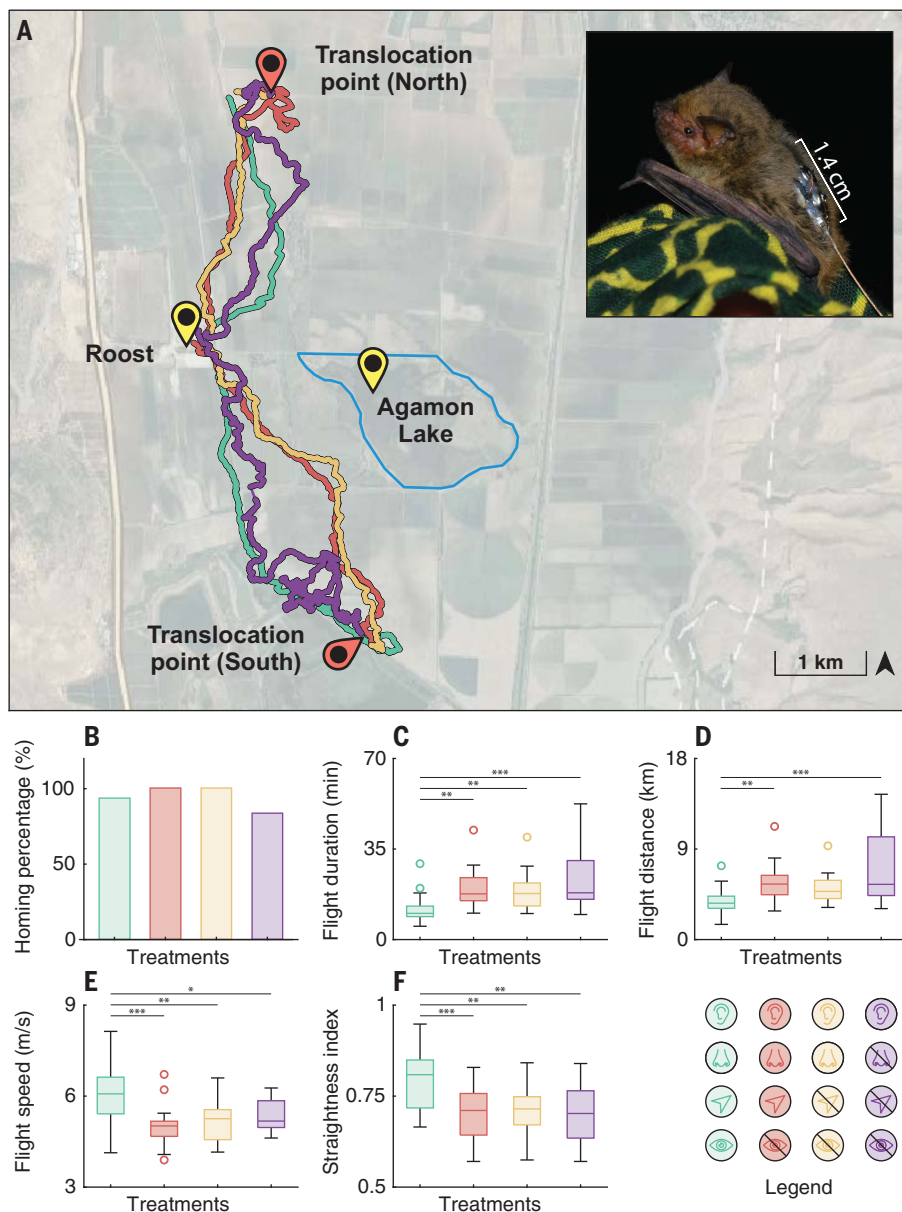 A
Translocation
point (North)
1.4 cm
Roost
Agamon
Lake
Translocation
point (South)
1 km
B
Homing percentage (%)
100
50
0
Treatments
C
Flight duration (min)
70
35
0
***
**
**
Treatments
D
Flight distance (km)
18
9
0
***
**
Treatments
E
Flight speed (m/s)
9
6
3
*
**
***
Treatments
F
Straightness index
1
0.75
0.5
**
**
***
Treatments
Legend